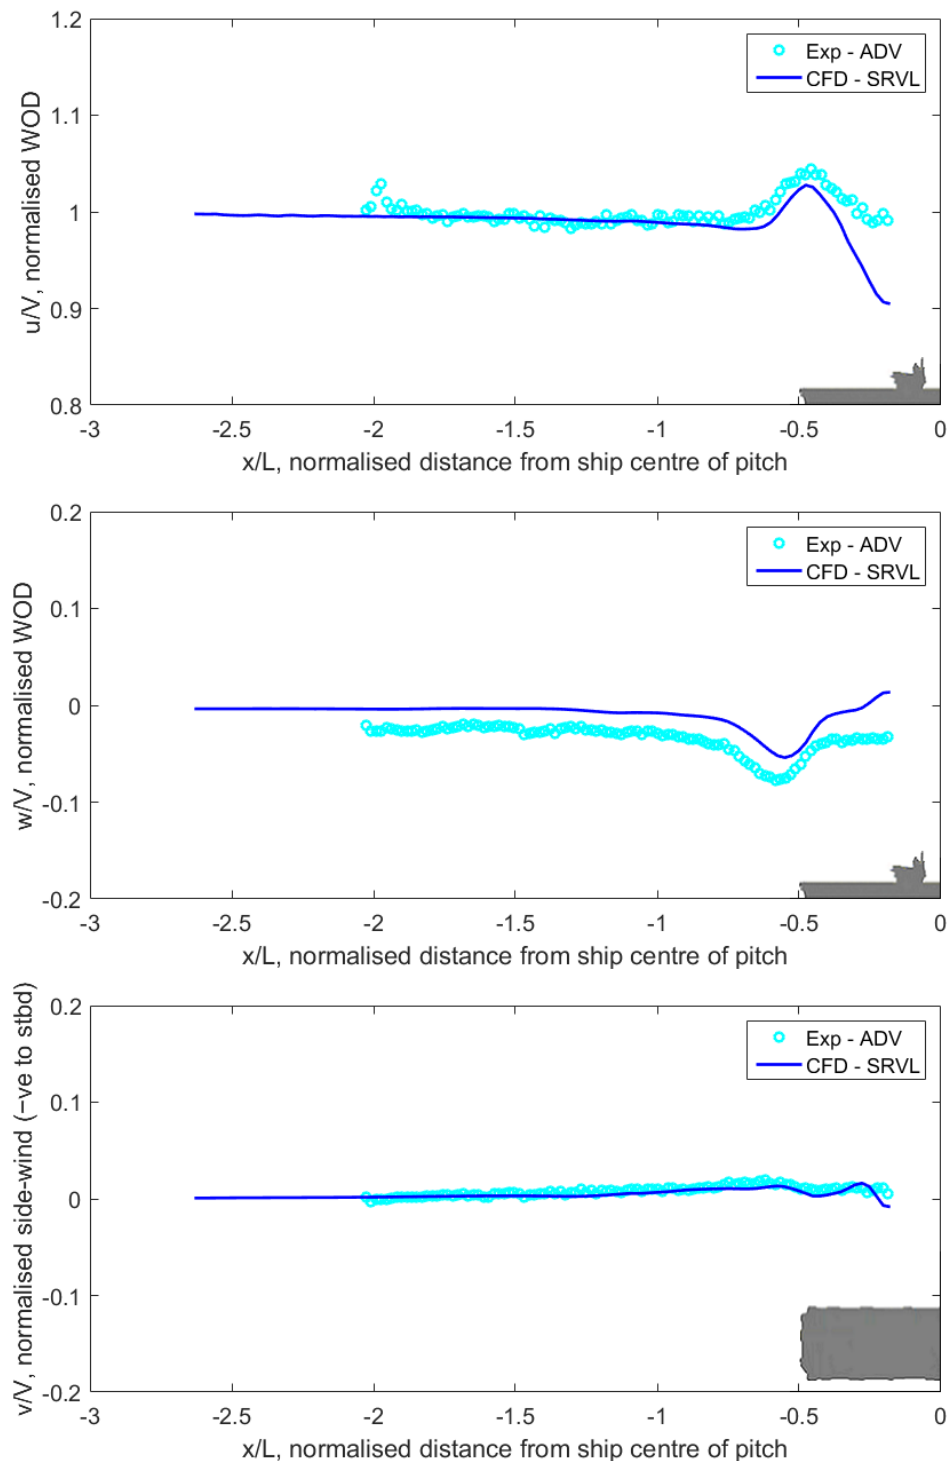 1.2
1.1
1
0.9
0.8
u/V, normalised WOD
Exp - ADV
CFD - SRVL
-3 -2.5 -2 -1.5 -1 -0.5 0
x/L, normalised distance from ship centre of pitch
0.2
0.1
0
-0.1
-0.2
w/V, normalised WOD
Exp - ADV
CFD - SRVL
-3 -2.5 -2 -1.5 -1 -0.5 0
x/L, normalised distance from ship centre of pitch
0.2
0.1
0
-0.1
-0.2
v/V, normalised side-wind (−ve to stbd)
Exp - ADV
CFD - SRVL
-3 -2.5 -2 -1.5 -1 -0.5 0
x/L, normalised distance from ship centre of pitch